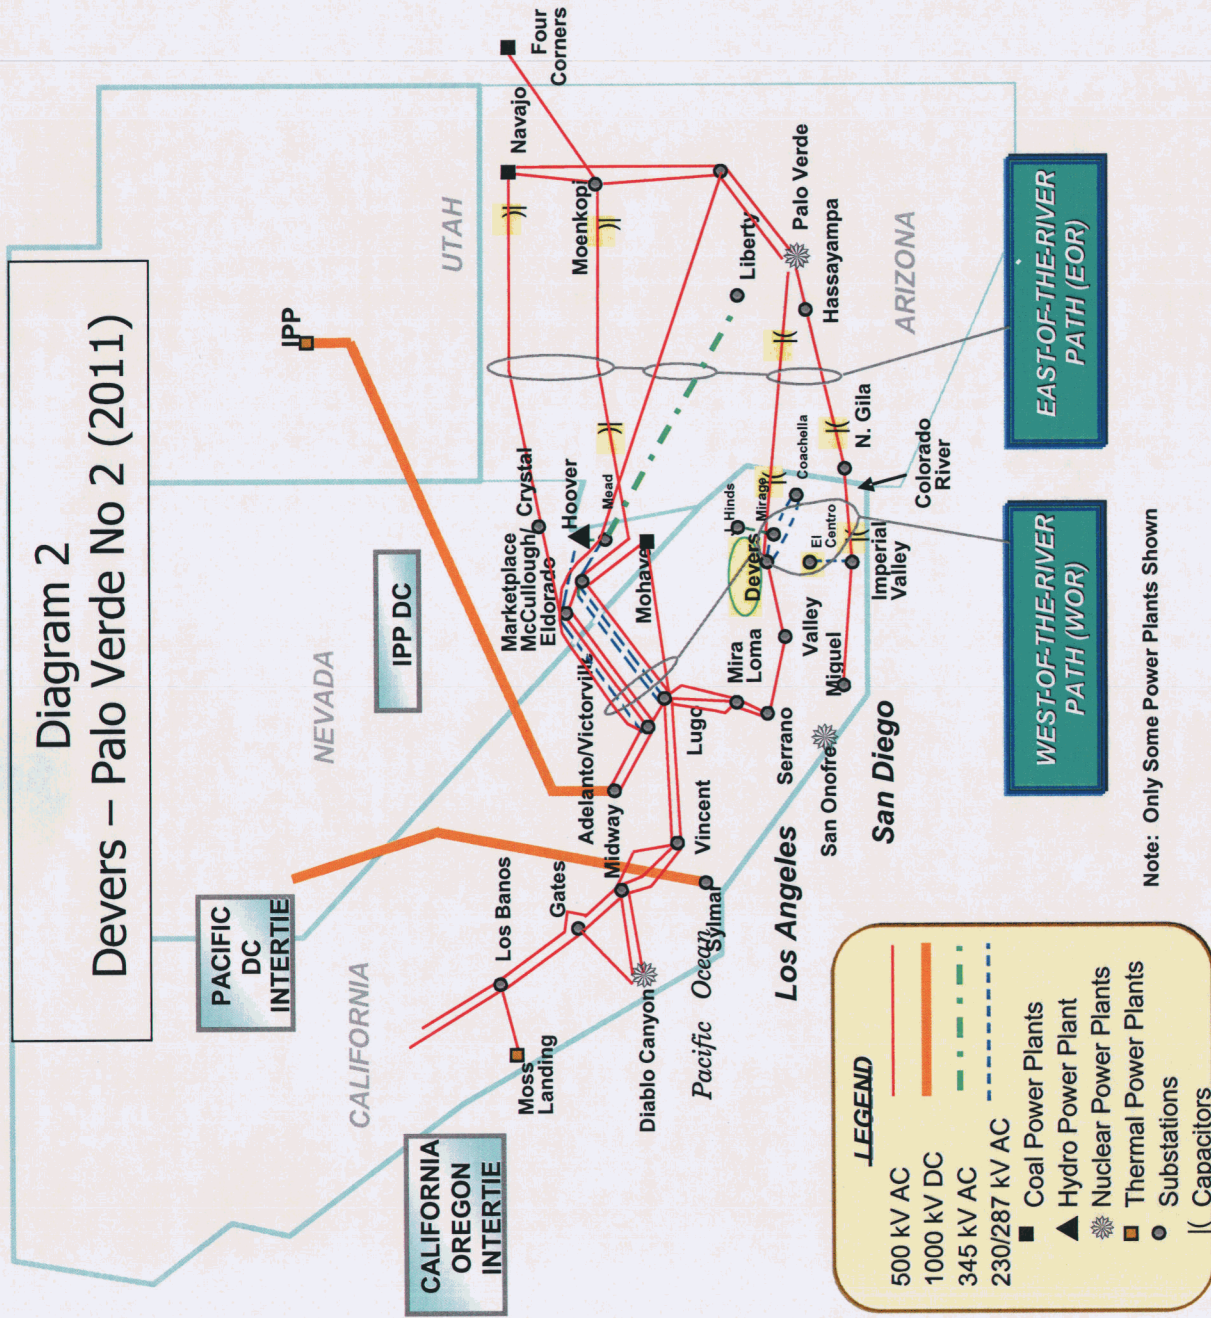 Diagram 2
Devers – Palo Verde No 2 (2011)
PACIFIC
DC
INTERTIE
IPP DC
CALIFORNIA
OREGON
INTERTIE
NEVADA
UTAH
CALIFORNIA
ARIZONA
IPP
Four
Corners
Navajo
Moenkopi
Crystal
Marketplace
McCullough/
Eldorado
Hoover
Mead
Mohave
Liberty
Palo Verde
Hassayampa
N. Gila
Colorado
River
J. Hinds
Mirage
Coachella
Devers
El
Centro
Imperial
Valley
Valley
Miguel
Mira
Loma
Serrano
San Onofre
San Diego
Lugo
Adelanto/Victorville
Midway
Vincent
Los Banos
Gates
Moss
Landing
Diablo Canyon
Sylmar
Pacific Ocean
Los Angeles
WEST-OF-THE-RIVER
PATH (WOR)
EAST-OF-THE-RIVER
PATH (EOR)
Note: Only Some Power Plants Shown
LEGEND
500 kV AC
1000 kV DC
345 kV AC
230/287 kV AC
Coal Power Plants
Hydro Power Plant
Nuclear Power Plants
Thermal Power Plants
Substations
Capacitors